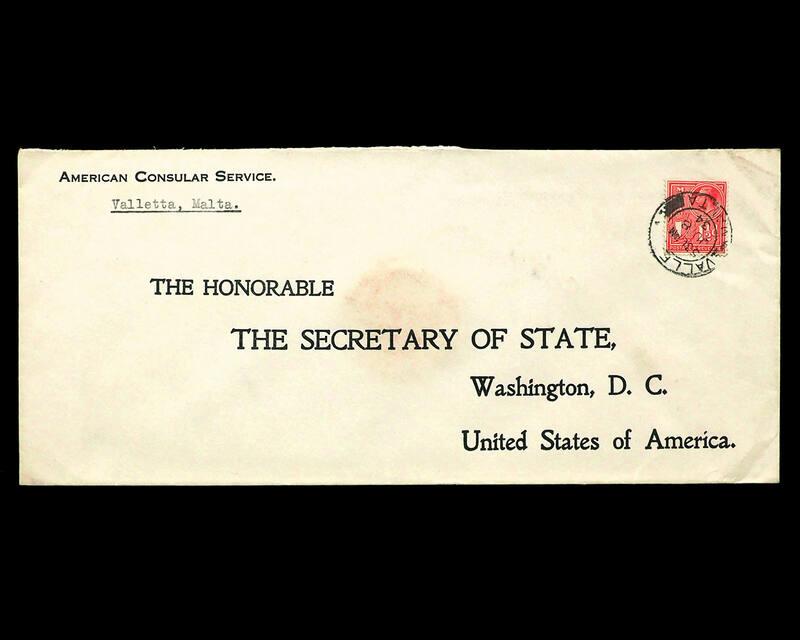 AMERICAN CONSULAR SERVICE.
Valletta, Malta.
THE HONORABLE
THE SECRETARY OF STATE,
Washington, D. C.
United States of America.